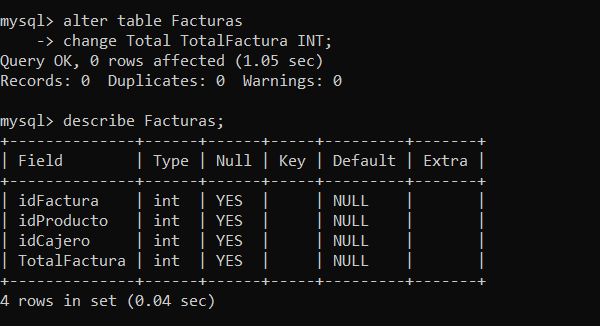 mysql> alter table Facturas
    -> change Total TotalFactura INT;
Query OK, 0 rows affected (1.05 sec)
Records: 0  Duplicates: 0  Warnings: 0

mysql> describe Facturas;
+--------------+------+------+-----+---------+-------+
| Field        | Type | Null | Key | Default | Extra |
+--------------+------+------+-----+---------+-------+
| idFactura    | int  | YES  |     | NULL    |       |
| idProducto   | int  | YES  |     | NULL    |       |
| idCajero     | int  | YES  |     | NULL    |       |
| TotalFactura | int  | YES  |     | NULL    |       |
+--------------+------+------+-----+---------+-------+
4 rows in set (0.04 sec)